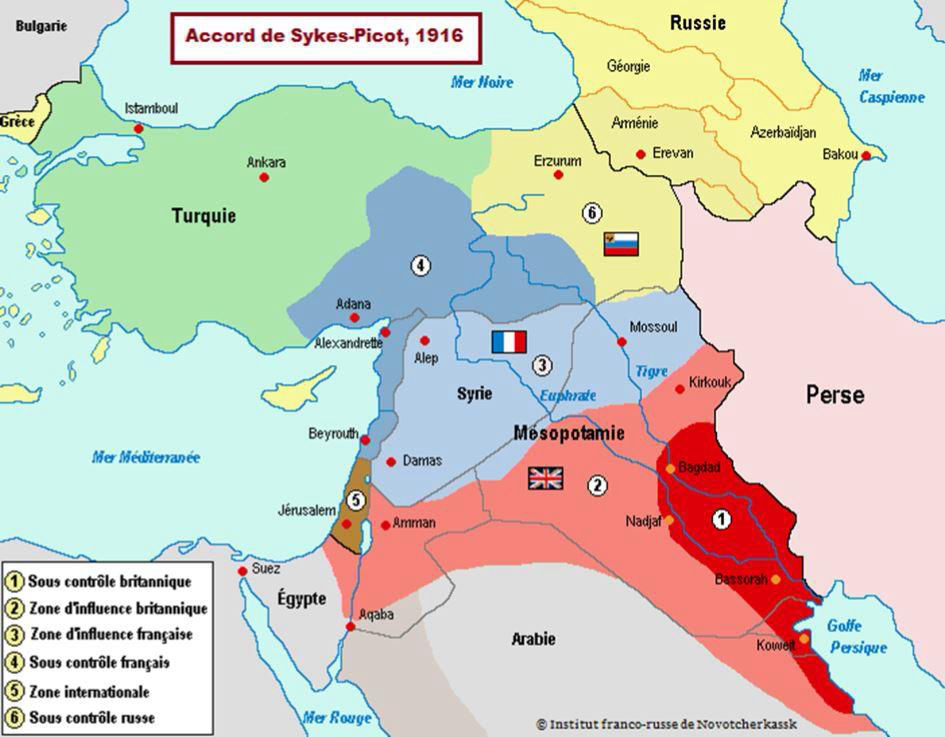 Accord de Sykes-Picot, 1916
Bulgarie
Russie
Mer Noire
Géorgie
Mer
Caspienne
Grèce
Istamboul
Arménie
Azerbaïdjan
Erevan
Bakou
Ankara
Erzurum
Turquie
6
4
Adana
Alexandrette
Alep
3
Mossoul
Tigre
Syrie
Euphrate
Kirkouk
Perse
Beyrouth
Mésopotamie
Mer Méditerranée
Damas
Bagdad
2
5
Jérusalem
Amman
Nadjaf
1
Suez
Bassorah
Égypte
Aqaba
Arabie
Koweit
Golfe
Persique
Mer Rouge
1 Sous contrôle britannique
2 Zone d'influence britannique
3 Zone d'influence française
4 Sous contrôle français
5 Zone internationale
6 Sous contrôle russe
© Institut franco-russe de Novotcherkassk